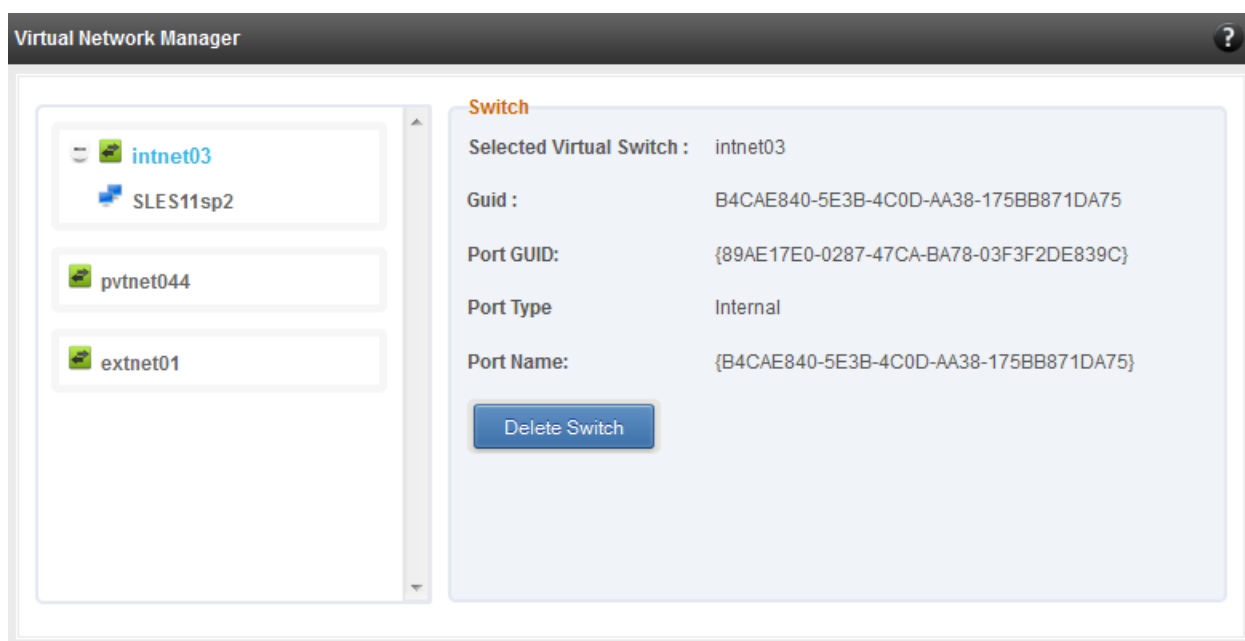 Virtual Network Manager
?
intnet03
SLES11sp2
pvtnet044
extnet01
Switch
Selected Virtual Switch : intnet03
Guid : B4CAE840-5E3B-4C0D-AA38-175BB871DA75
Port GUID: {89AE17E0-0287-47CA-BA78-03F3F2DE839C}
Port Type Internal
Port Name: {B4CAE840-5E3B-4C0D-AA38-175BB871DA75}
Delete Switch